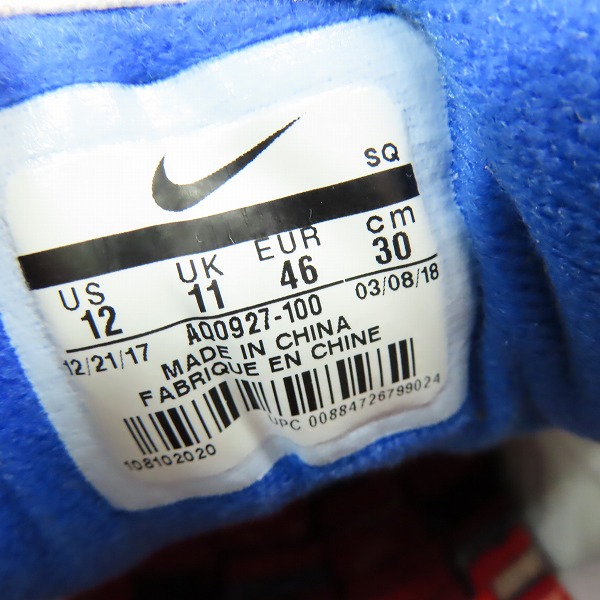 SQ
US UK EUR cm
12 11 46 30
12/21/17 AQ0927-100 03/08/18
MADE IN CHINA
FABRIQUE EN CHINE
UPC 00884726799024
108102020